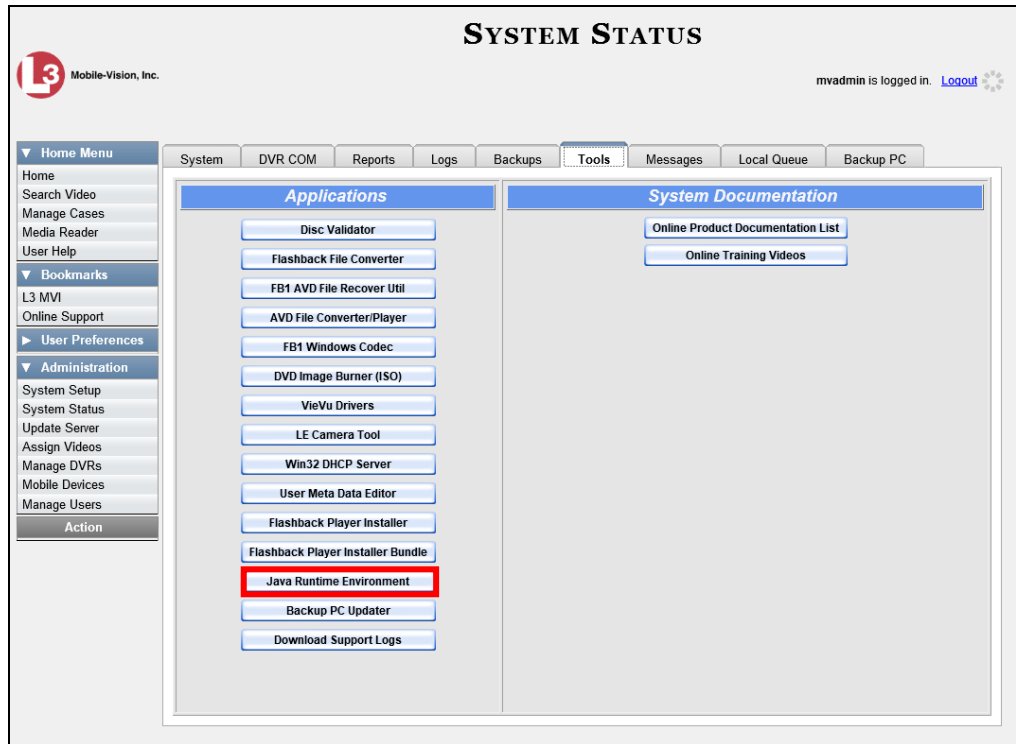 SYSTEM STATUS
L3 Mobile-Vision, Inc.
mvadmin is logged in. Logout
Home Menu
Home
Search Video
Manage Cases
Media Reader
User Help
Bookmarks
L3 MVI
Online Support
User Preferences
Administration
System Setup
System Status
Update Server
Assign Videos
Manage DVRs
Mobile Devices
Manage Users
Action
System DVR COM Reports Logs Backups Tools Messages Local Queue Backup PC
Applications
Disc Validator
Flashback File Converter
FB1 AVD File Recover Util
AVD File Converter/Player
FB1 Windows Codec
DVD Image Burner (ISO)
VieVu Drivers
LE Camera Tool
Win32 DHCP Server
User Meta Data Editor
Flashback Player Installer
Flashback Player Installer Bundle
Java Runtime Environment
Backup PC Updater
Download Support Logs
System Documentation
Online Product Documentation List
Online Training Videos